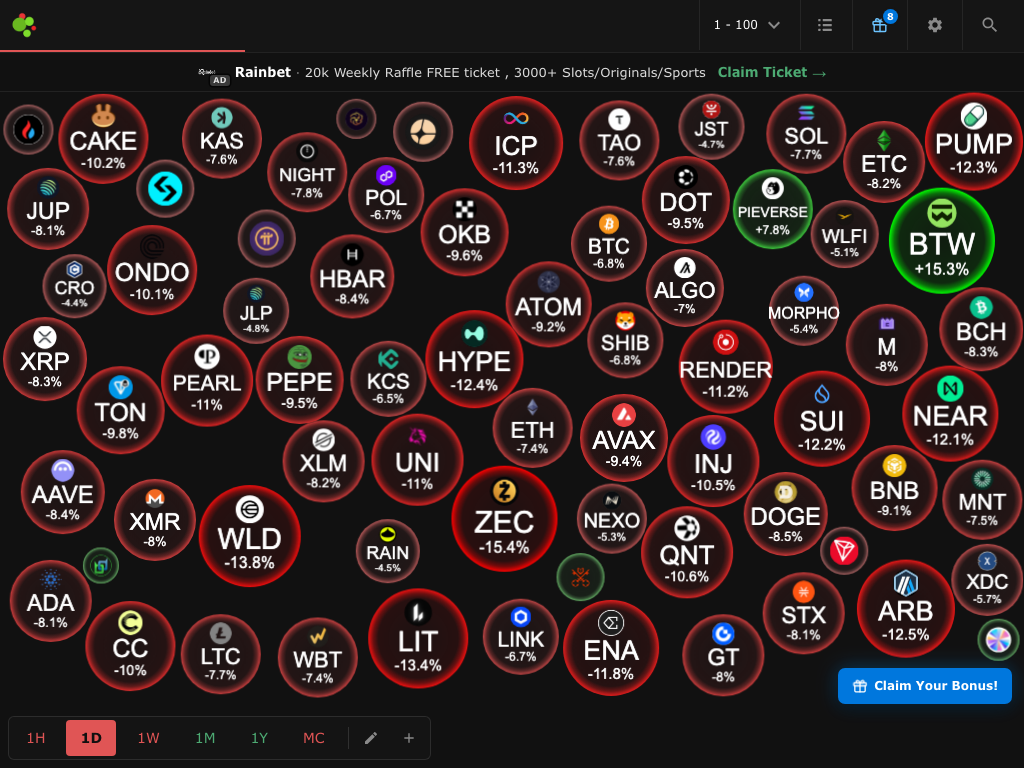 1 - 100
8
AD
Rainbet · 20k Weekly Raffle FREE ticket , 3000+ Slots/Originals/Sports Claim Ticket →
CAKE
-10.2%
KAS
-7.6%
NIGHT
-7.8%
POL
-6.7%
ICP
-11.3%
TAO
-7.6%
JST
-4.7%
SOL
-7.7%
ETC
-8.2%
PUMP
-12.3%
JUP
-8.1%
ONDO
-10.1%
CRO
-4.4%
JLP
-4.8%
HBAR
-8.4%
OKB
-9.6%
BTC
-6.8%
DOT
-9.5%
PIEVERSE
+7.8%
WLFI
-5.1%
BTW
+15.3%
XRP
-8.3%
TON
-9.8%
PEARL
-11%
PEPE
-9.5%
KCS
-6.5%
HYPE
-12.4%
ATOM
-9.2%
SHIB
-6.8%
ALGO
-7%
MORPHO
-5.4%
RENDER
-11.2%
M
-8%
BCH
-8.3%
ETH
-7.4%
AVAX
-9.4%
INJ
-10.5%
SUI
-12.2%
NEAR
-12.1%
AAVE
-8.4%
XMR
-8%
WLD
-13.8%
XLM
-8.2%
UNI
-11%
ZEC
-15.4%
NEXO
-5.3%
QNT
-10.6%
DOGE
-8.5%
BNB
-9.1%
MNT
-7.5%
RAIN
-4.5%
ADA
-8.1%
CC
-10%
LTC
-7.7%
WBT
-7.4%
LIT
-13.4%
LINK
-6.7%
ENA
-11.8%
GT
-8%
STX
-8.1%
ARB
-12.5%
XDC
-5.7%
Claim Your Bonus!
1H 1D 1W 1M 1Y MC